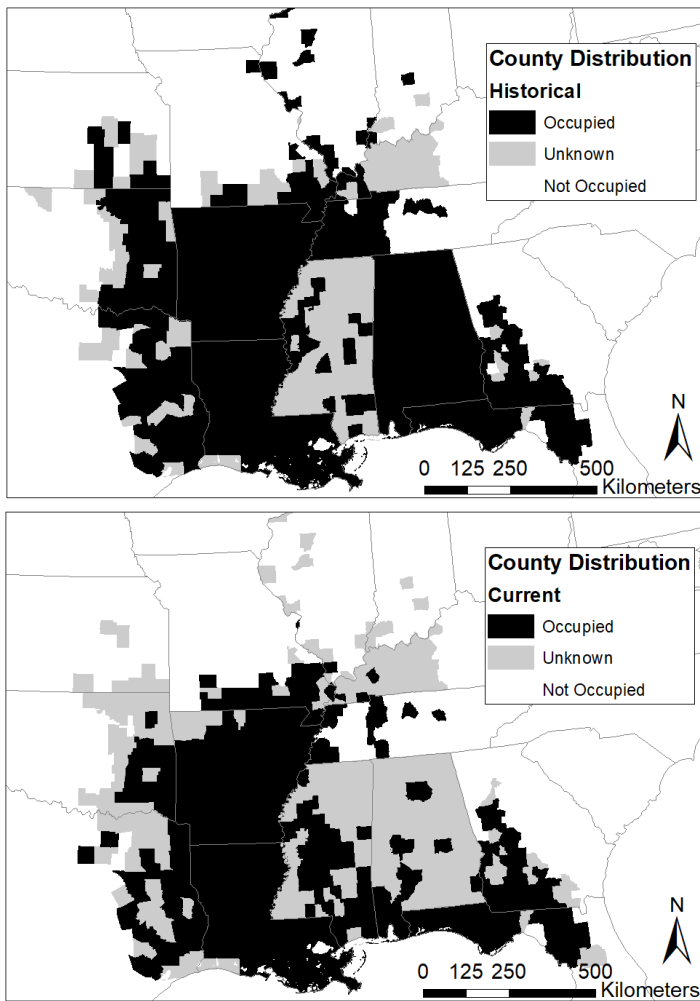 County Distribution
Historical
Occupied
Unknown
Not Occupied
N
0 125 250 500
Kilometers
County Distribution
Current
Occupied
Unknown
Not Occupied
N
0 125 250 500
Kilometers